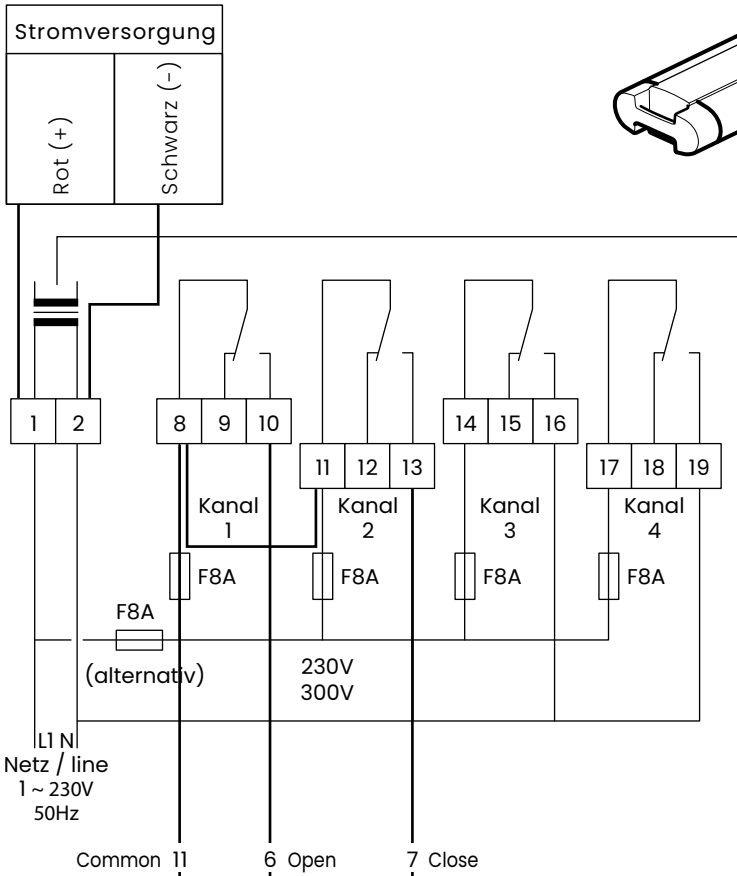 Stromversorgung
Rot (+)
Schwarz (-)
1 2
8 9 10
11 12 13
14 15 16
17 18 19
Kanal
1
Kanal
2
Kanal
3
Kanal
4
F8A
F8A
F8A
F8A
F8A
(alternativ)
230V
300V
L1 N
Netz / line
1 ~ 230V
50Hz
Common 11
6 Open
7 Close